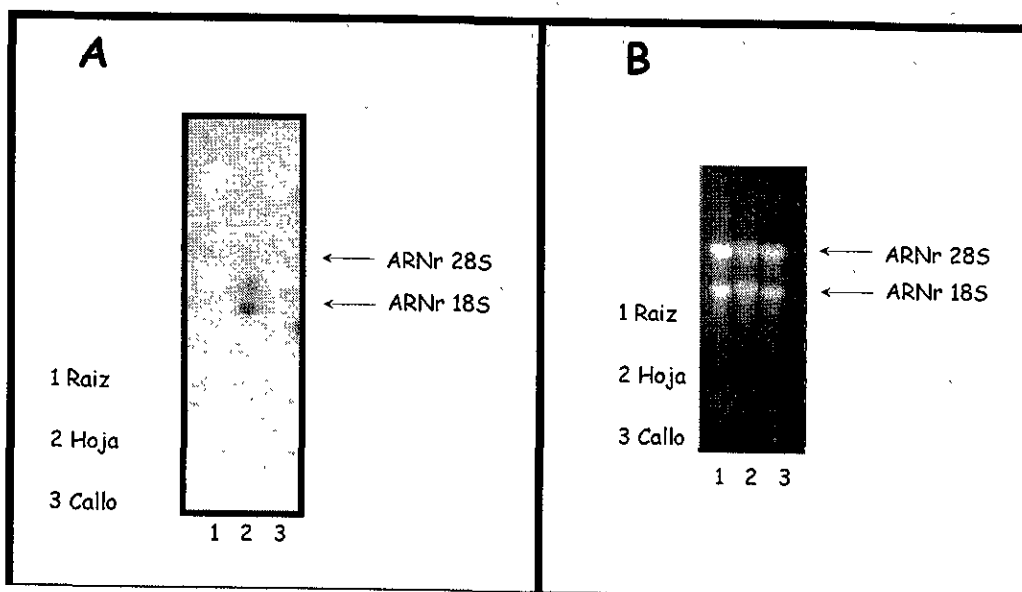 A
ARNr 28S
ARNr 18S
1 Raiz
2 Hoja
3 Callo
1 2 3
B
ARNr 28S
ARNr 18S
1 Raiz
2 Hoja
3 Callo
1 2 3